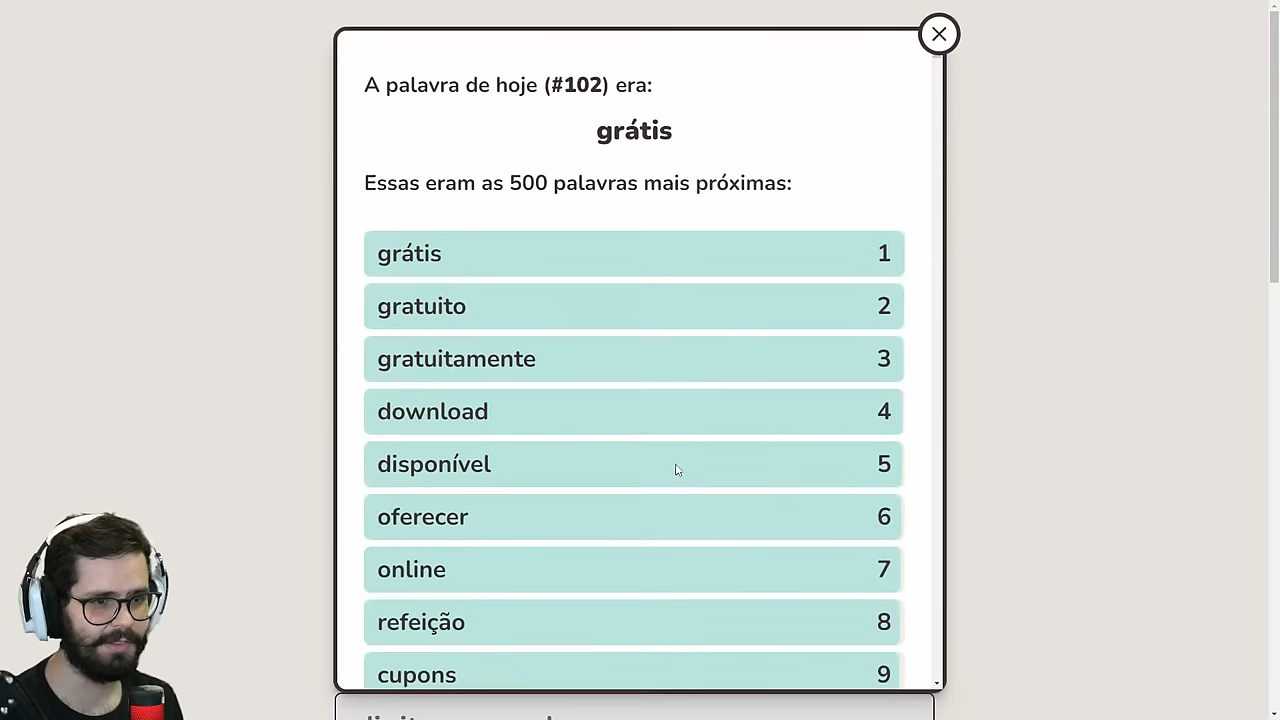 A palavra de hoje (#102) era:
grátis
Essas eram as 500 palavras mais próximas:
grátis 1
gratuito 2
gratuitamente 3
download 4
disponível 5
oferecer 6
online 7
refeição 8
cupons 9